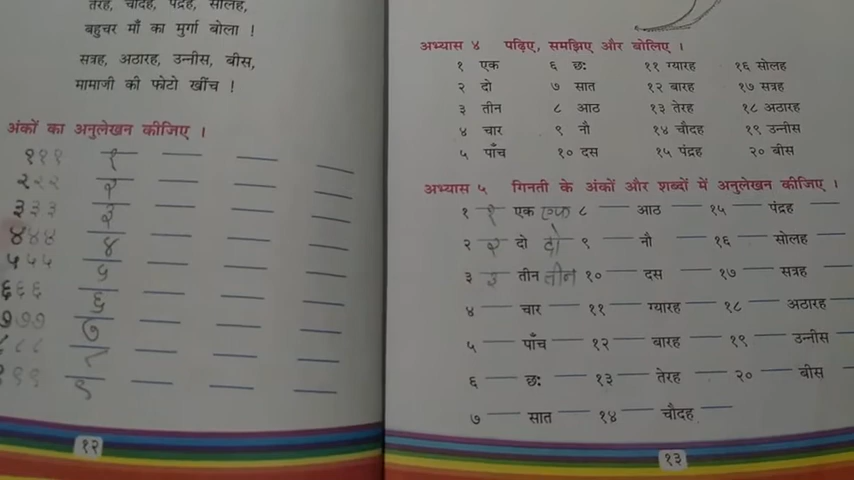 तेरह, चौदह, पंद्रह, सोलह,
बहुचर माँ का मुर्गा बोला !
सत्रह, अठारह, उन्नीस, बीस,
मामाजी की फोटो खींच !
अंकों का अनुलेखन कीजिए ।
१ १ १ १
२ २ २ २
३ ३ ३ ३
४ ४ ४ ४
५ ५ ५ ५
६ ६ ६ ६
७ ७ ७ ७
८ ८ ८ ८
९ ९ ९ ९
१२
अभ्यास ४ पढ़िए, समझिए और बोलिए ।
१ एक ६ छः ११ ग्यारह १६ सोलह
२ दो ७ सात १२ बारह १७ सत्रह
३ तीन ८ आठ १३ तेरह १८ अठारह
४ चार ९ नौ १४ चौदह १९ उन्नीस
५ पाँच १० दस १५ पंद्रह २० बीस
अभ्यास ५ गिनती के अंकों और शब्दों में अनुलेखन कीजिए ।
१ १ एक एक ८ आठ १५ पंद्रह
२ २ दो दो ९ नौ १६ सोलह
३ ३ तीन तीन १० दस १७ सत्रह
४ चार ११ ग्यारह १८ अठारह
५ पाँच १२ बारह १९ उन्नीस
६ छः १३ तेरह २० बीस
७ सात १४ चौदह
१३